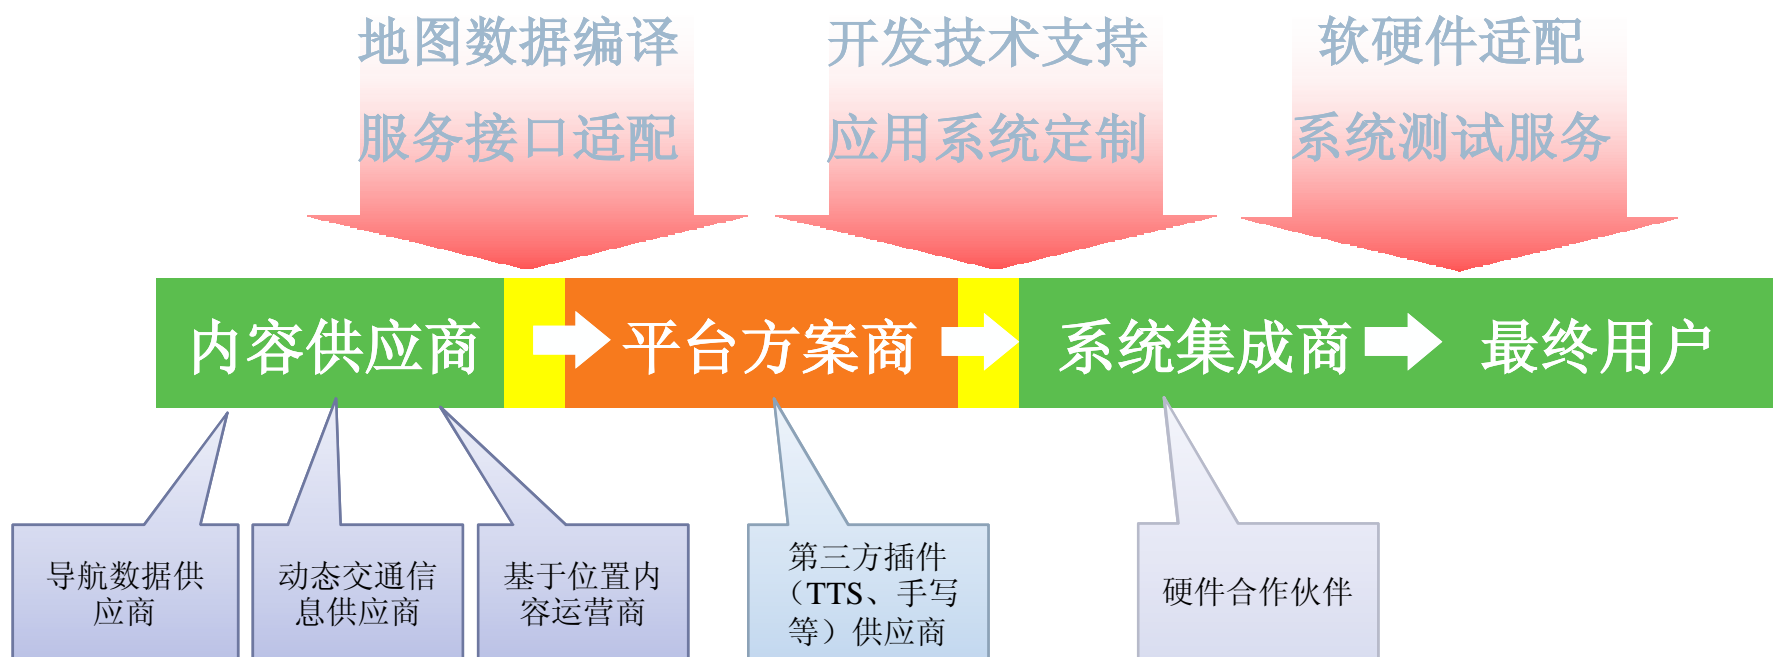 地图数据编译
服务接口适配
开发技术支持
应用系统定制
软硬件适配
系统测试服务
内容供应商
平台方案商
系统集成商
最终用户
导航数据供
应商
动态交通信
息供应商
基于位置内
容运营商
第三方插件
（TTS、手写
等）供应商
硬件合作伙伴